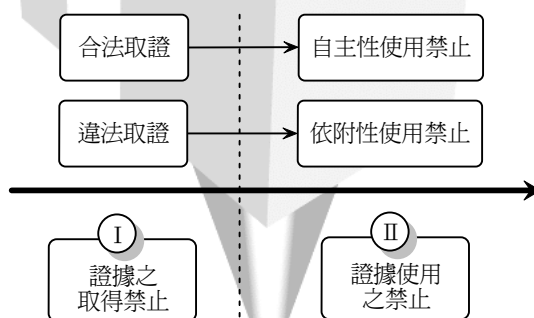 合法取證
自主性使用禁止
違法取證
依附性使用禁止
Ⅰ
證據之
取得禁止
Ⅱ
證據使用
之禁止